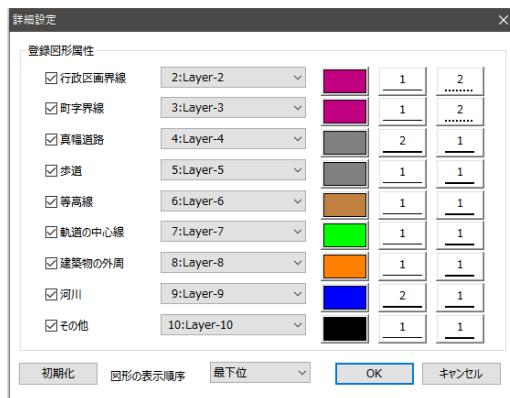 詳細設定
登録図形属性
行政区画界線 2:Layer-2 1 2
町字界線 3:Layer-3 1 2
真幅道路 4:Layer-4 2 1
歩道 5:Layer-5 1 1
等高線 6:Layer-6 1 1
軌道の中心線 7:Layer-7 1 1
建築物の外周 8:Layer-8 1 1
河川 9:Layer-9 2 1
その他 10:Layer-10 1 1
初期化 図形の表示順序 最下位 OK キャンセル